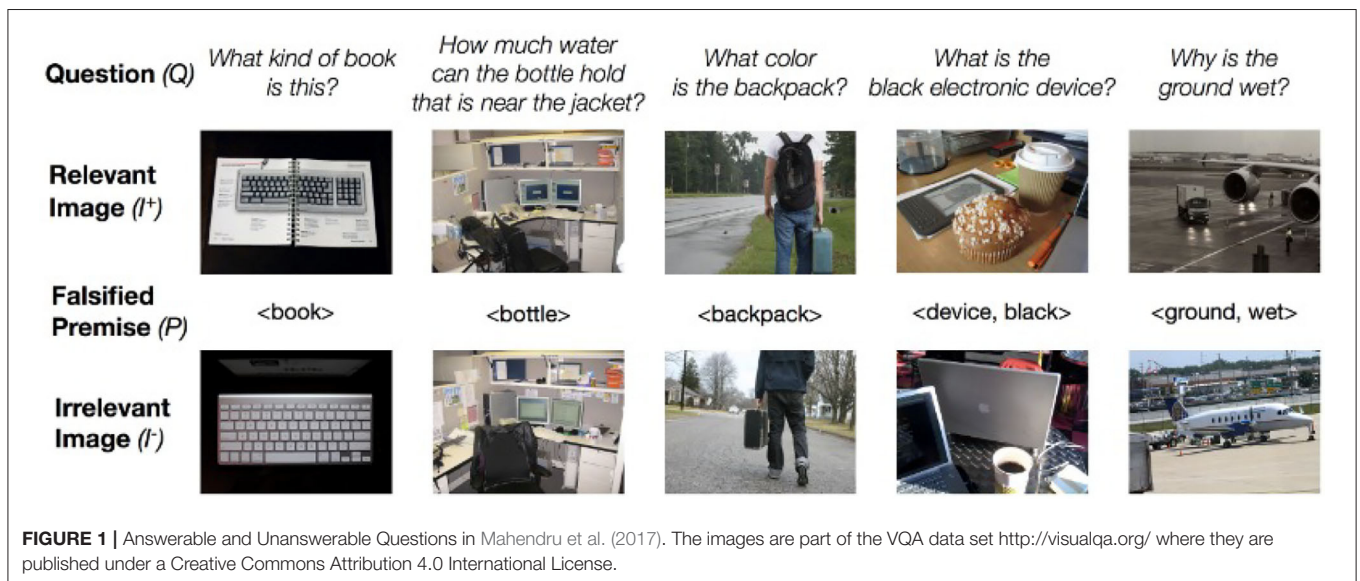 Question (Q)
What kind of book
is this?
How much water
can the bottle hold
that is near the jacket?
What color
is the backpack?
What is the
black electronic device?
Why is the
ground wet?
Relevant
Image (I⁺)
Falsified
Premise (P)
<book>
<bottle>
<backpack>
<device, black>
<ground, wet>
Irrelevant
Image (I⁻)
FIGURE 1 | Answerable and Unanswerable Questions in Mahendru et al. (2017). The images are part of the VQA data set http://visualqa.org/ where they are
published under a Creative Commons Attribution 4.0 International License.